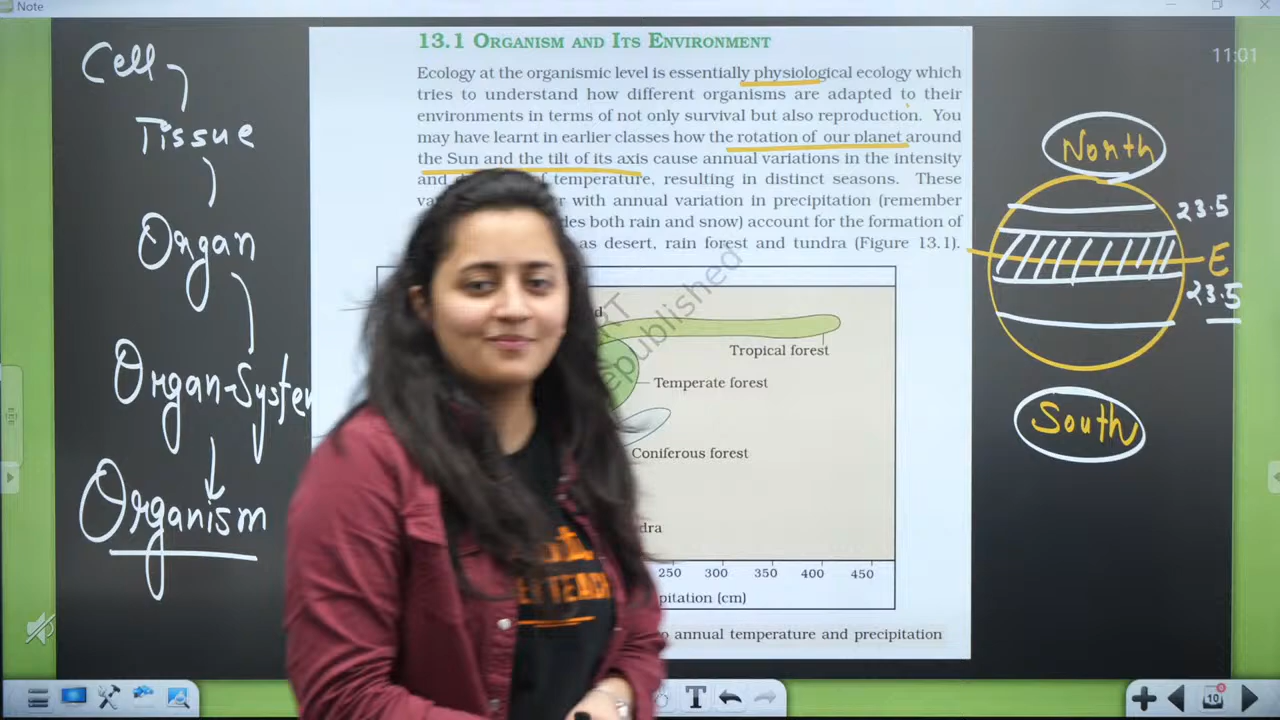 Note
11:01
Cell
Tissue
Organ
Organ-System
Organism
13.1 ORGANISM AND ITS ENVIRONMENT
Ecology at the organismic level is essentially physiological ecology which
tries to understand how different organisms are adapted to their
environments in terms of not only survival but also reproduction. You
may have learnt in earlier classes how the rotation of our planet around
the Sun and the tilt of its axis cause annual variations in the intensity
and of temperature, resulting in distinct seasons. These
with annual variation in precipitation (remember
both rain and snow) account for the formation of
as desert, rain forest and tundra (Figure 13.1).
Tropical forest
Temperate forest
Coniferous forest
250 300 350 400 450
(cm)
annual temperature and precipitation
North
23.5
E
23.5
South
T
10